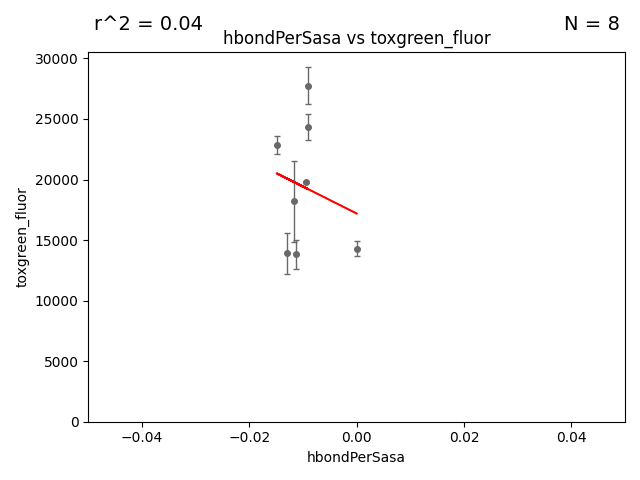 r^2 = 0.04
N = 8
hbondPerSasa vs toxgreen_fluor
30000
25000
20000
15000
10000
5000
0
toxgreen_fluor
−0.04
−0.02
0.00
0.02
0.04
hbondPerSasa